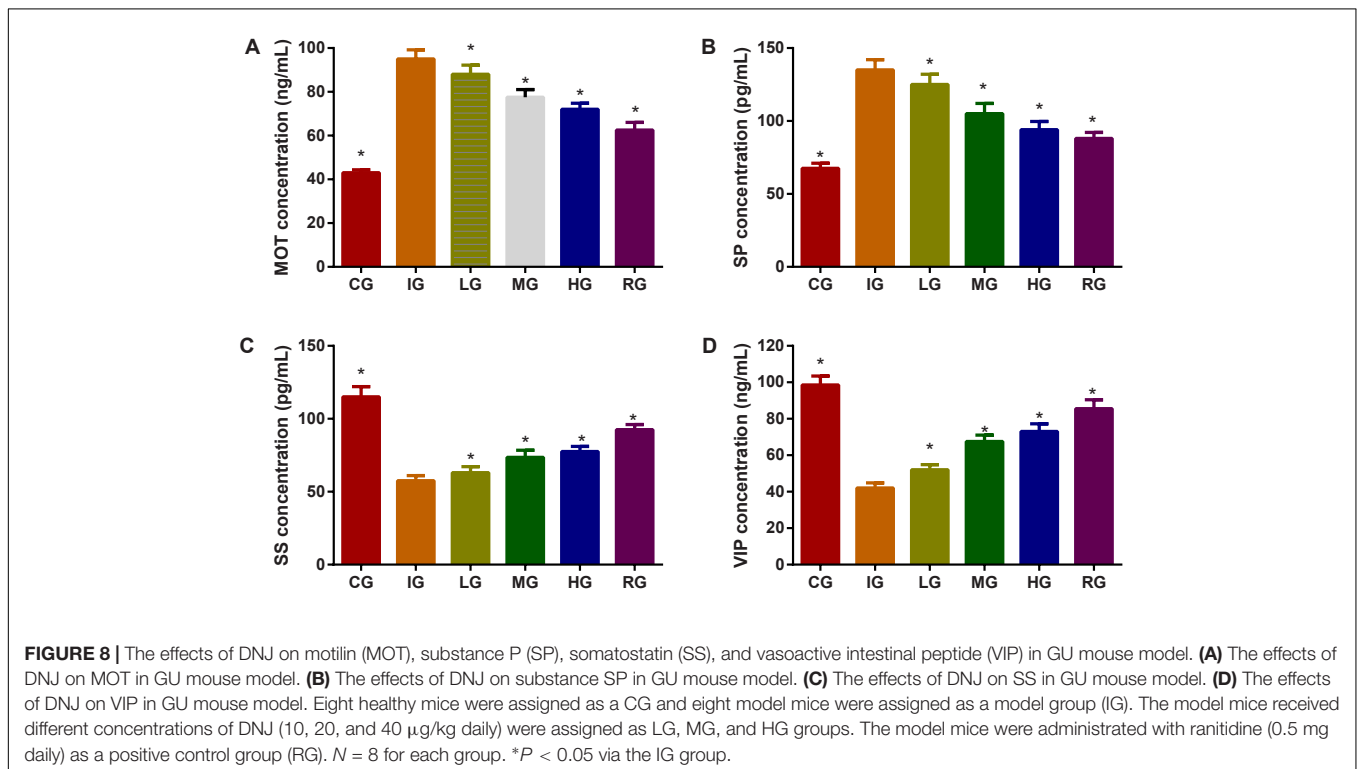 A
MOT concentration (ng/mL)
100
80
60
40
20
0
* * * * *
CG IG LG MG HG RG
B
SP concentration (pg/mL)
150
100
50
0
* * * * *
CG IG LG MG HG RG
C
SS concentration (pg/mL)
150
100
50
0
* * * * *
CG IG LG MG HG RG
D
VIP concentration (ng/mL)
120
100
80
60
40
20
0
* * * * *
CG IG LG MG HG RG
FIGURE 8 | The effects of DNJ on motilin (MOT), substance P (SP), somatostatin (SS), and vasoactive intestinal peptide (VIP) in GU mouse model. (A) The effects of
DNJ on MOT in GU mouse model. (B) The effects of DNJ on substance SP in GU mouse model. (C) The effects of DNJ on SS in GU mouse model. (D) The effects
of DNJ on VIP in GU mouse model. Eight healthy mice were assigned as a CG and eight model mice were assigned as a model group (IG). The model mice received
different concentrations of DNJ (10, 20, and 40 μg/kg daily) were assigned as LG, MG, and HG groups. The model mice were administrated with ranitidine (0.5 mg
daily) as a positive control group (RG). N = 8 for each group. *P < 0.05 via the IG group.